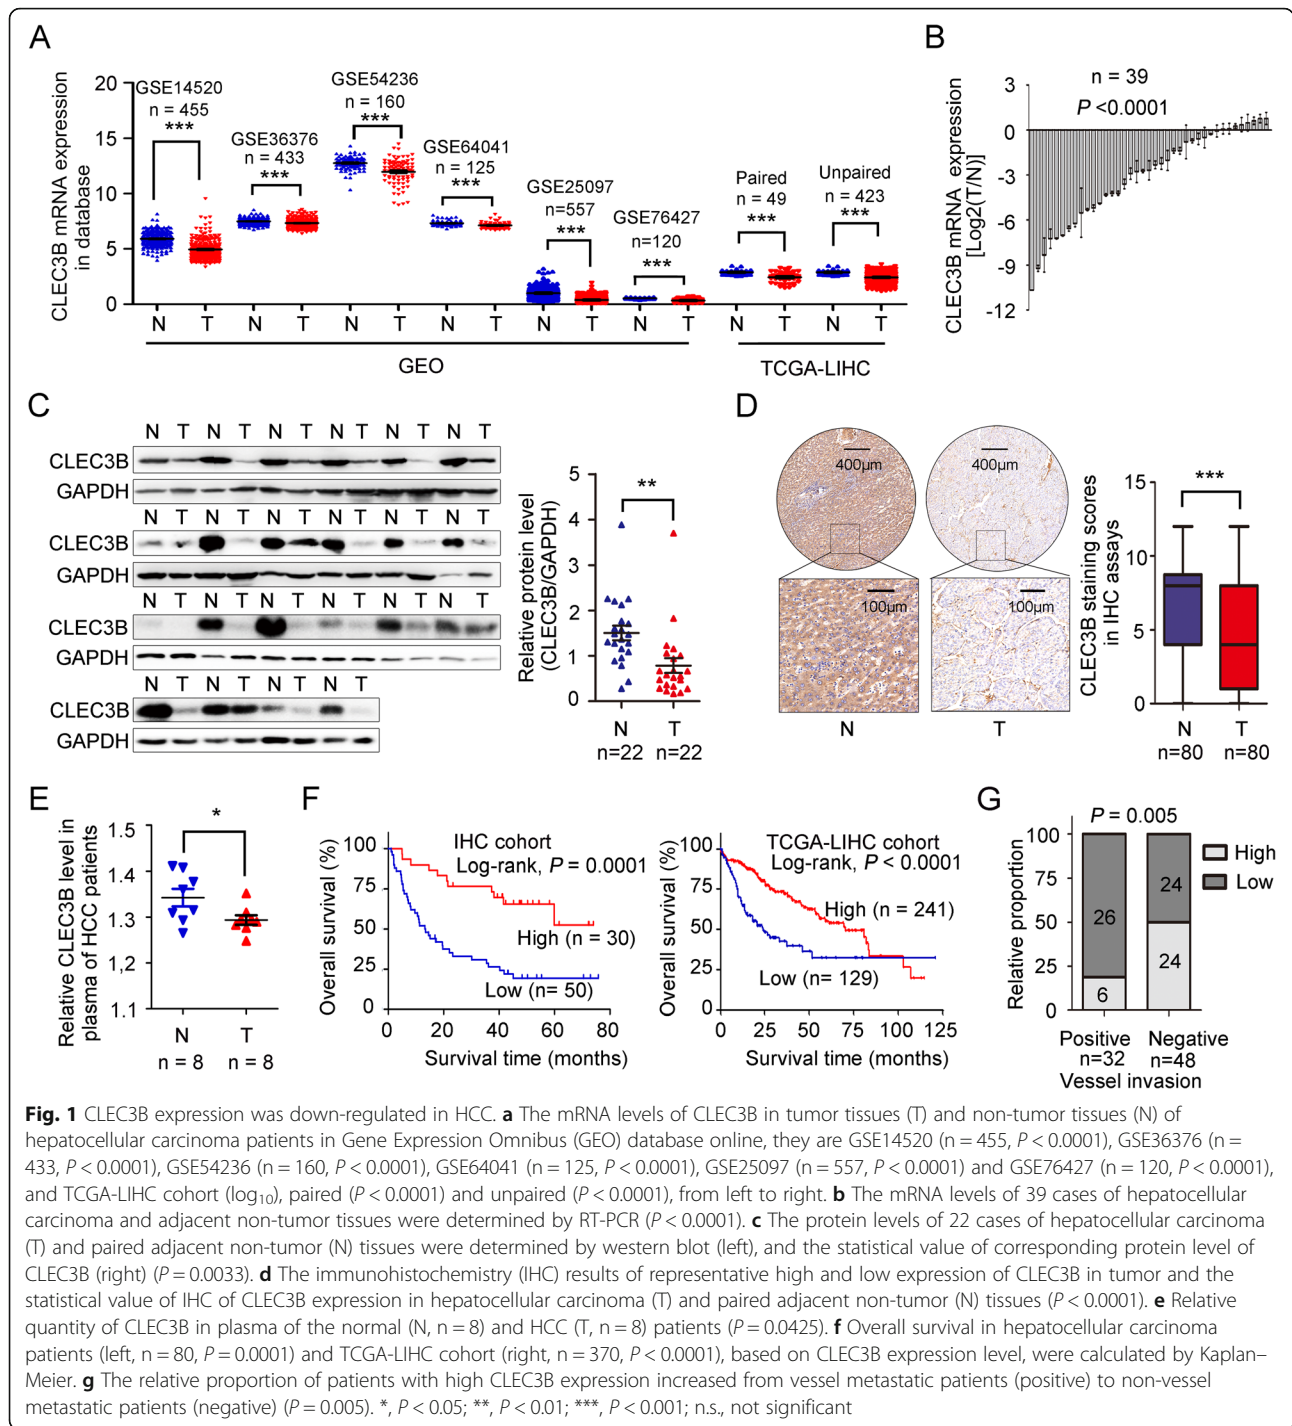 A
CLEC3B mRNA expression
in database
20
15
10
5
0
GSE14520
n = 455
***
GSE36376
n = 433
***
GSE54236
n = 160
***
GSE64041
n = 125
***
GSE25097
n=557
***
GSE76427
n=120
***
Paired
n = 49
***
Unpaired
n = 423
***
N T N T N T N T N T N T N T N T
GEO
TCGA-LIHC
B
CLEC3B mRNA expression
[Log2(T/N)]
n = 39
P <0.0001
3
0
-3
-6
-9
-12
C
N T N T N T N T N T N T
CLEC3B
GAPDH
N T N T N T N T N T N T
CLEC3B
GAPDH
N T N T N T N T N T N T
CLEC3B
GAPDH
N T N T N T N T
CLEC3B
GAPDH
Relative protein level
(CLEC3B/GAPDH)
5
4
3
2
1
0
**
N T
n=22 n=22
D
400μm
400μm
100μm
100μm
N T
CLEC3B staining scores
in IHC assays
15
10
5
0
***
N T
n=80 n=80
E
Relative CLEC3B level in
plasma of HCC patients
1.5
1.4
1.3
1.2
1.1
*
N T
n = 8 n = 8
F
Overall survival (%)
100
75
50
25
0
IHC cohort
Log-rank, P = 0.0001
High (n = 30)
Low (n= 50)
0 20 40 60 80
Survival time (months)
Overall survival (%)
100
75
50
25
0
TCGA-LIHC cohort
Log-rank, P < 0.0001
High (n = 241)
Low (n= 129)
0 25 50 75 100 125
Survival time (months)
G
P = 0.005
Relative proportion
100
75
50
25
0
26
6
24
24
High
Low
Positive Negative
n=32 n=48
Vessel invasion
Fig. 1 CLEC3B expression was down-regulated in HCC. a The mRNA levels of CLEC3B in tumor tissues (T) and non-tumor tissues (N) of
hepatocellular carcinoma patients in Gene Expression Omnibus (GEO) database online, they are GSE14520 (n = 455, P < 0.0001), GSE36376 (n =
433, P < 0.0001), GSE54236 (n = 160, P < 0.0001), GSE64041 (n = 125, P < 0.0001), GSE25097 (n = 557, P < 0.0001) and GSE76427 (n = 120, P < 0.0001),
and TCGA-LIHC cohort (log10), paired (P < 0.0001) and unpaired (P < 0.0001), from left to right. b The mRNA levels of 39 cases of hepatocellular
carcinoma and adjacent non-tumor tissues were determined by RT-PCR (P < 0.0001). c The protein levels of 22 cases of hepatocellular carcinoma
(T) and paired adjacent non-tumor (N) tissues were determined by western blot (left), and the statistical value of corresponding protein level of
CLEC3B (right) (P = 0.0033). d The immunohistochemistry (IHC) results of representative high and low expression of CLEC3B in tumor and the
statistical value of IHC of CLEC3B expression in hepatocellular carcinoma (T) and paired adjacent non-tumor (N) tissues (P < 0.0001). e Relative
quantity of CLEC3B in plasma of the normal (N, n = 8) and HCC (T, n = 8) patients (P = 0.0425). f Overall survival in hepatocellular carcinoma
patients (left, n = 80, P = 0.0001) and TCGA-LIHC cohort (right, n = 370, P < 0.0001), based on CLEC3B expression level, were calculated by Kaplan–
Meier. g The relative proportion of patients with high CLEC3B expression increased from vessel metastatic patients (positive) to non-vessel
metastatic patients (negative) (P = 0.005). *, P < 0.05; **, P < 0.01; ***, P < 0.001; n.s., not significant